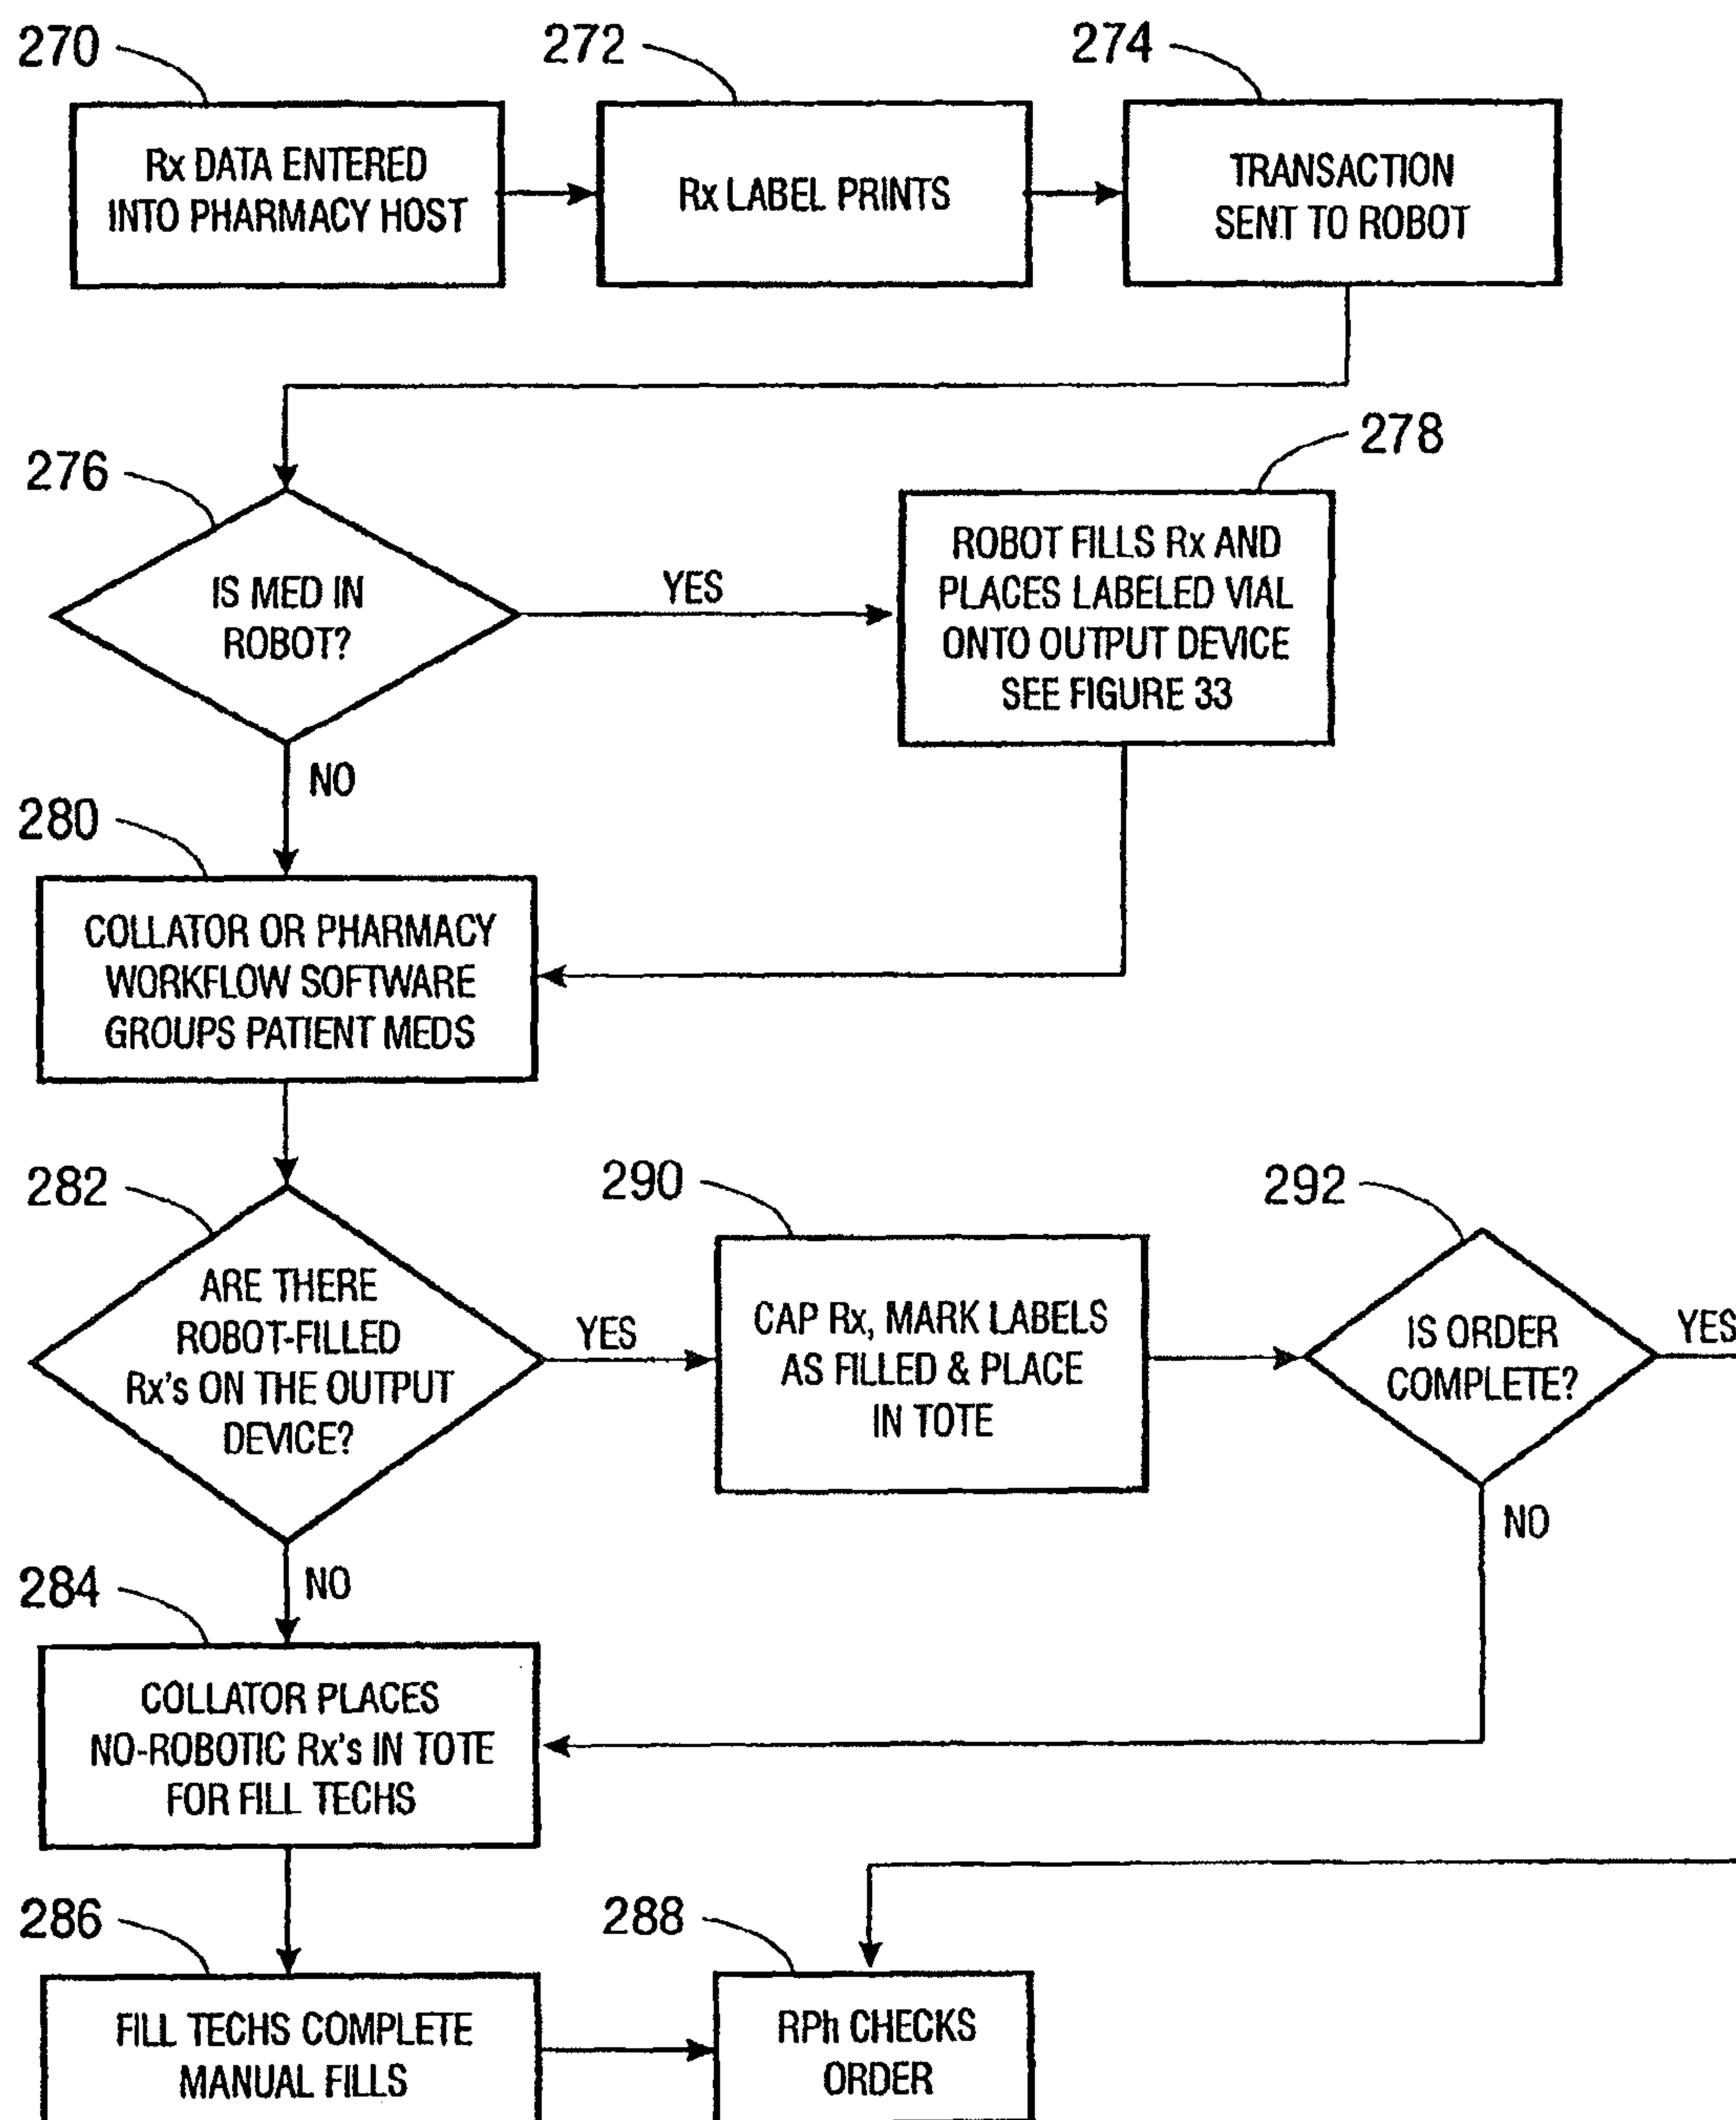 270
272
274
Rx DATA ENTERED
INTO PHARMACY HOST
Rx LABEL PRINTS
TRANSACTION
SENT TO ROBOT
276
278
IS MED IN
ROBOT?
YES
NO
ROBOT FILLS Rx AND
PLACES LABELED VIAL
ONTO OUTPUT DEVICE
SEE FIGURE 33
280
COLLATOR OR PHARMACY
WORKFLOW SOFTWARE
GROUPS PATIENT MEDS
282
290
292
ARE THERE
ROBOT-FILLED
Rx's ON THE OUTPUT
DEVICE?
YES
NO
CAP Rx, MARK LABELS
AS FILLED & PLACE
IN TOTE
IS ORDER
COMPLETE?
YES
NO
284
COLLATOR PLACES
NO-ROBOTIC Rx's IN TOTE
FOR FILL TECHS
286
288
FILL TECHS COMPLETE
MANUAL FILLS
RPh CHECKS
ORDER